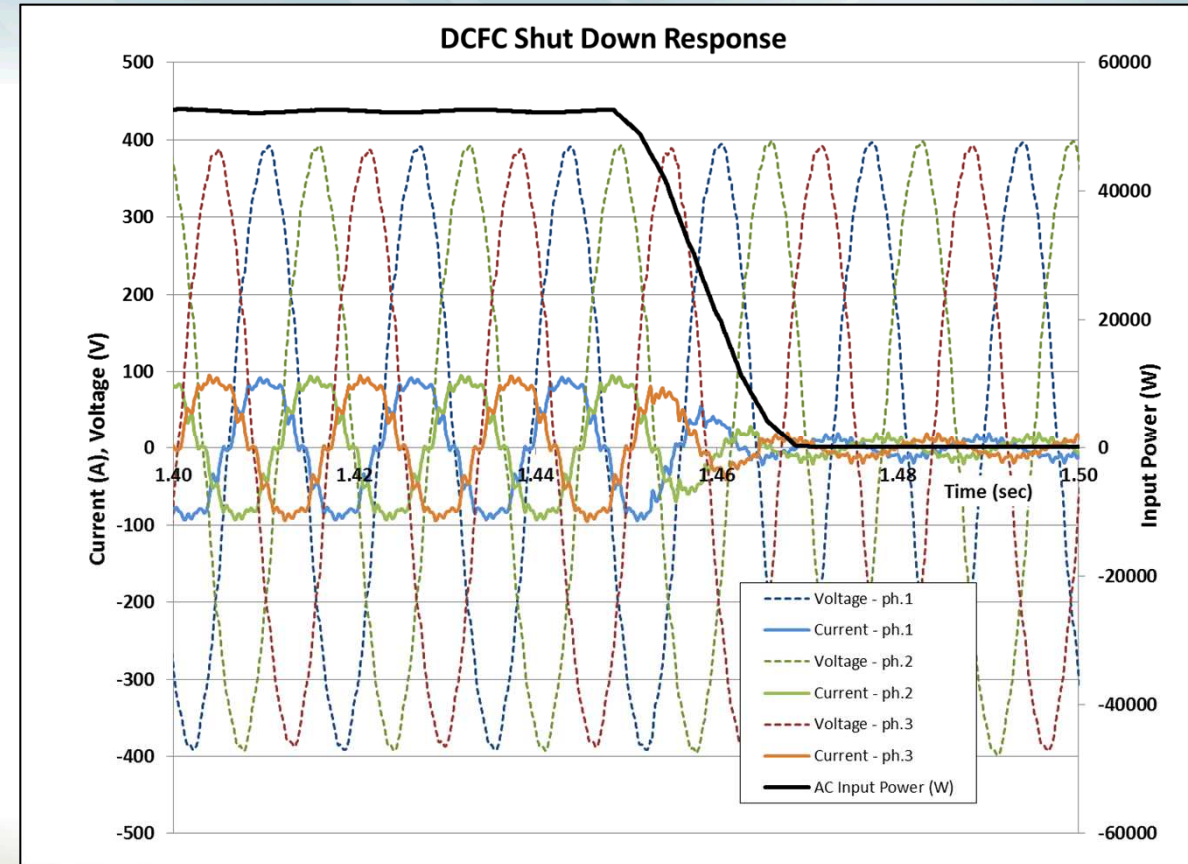 DCFC Shut Down Response
500
400
300
200
100
0
-100
-200
-300
-400
-500
Current (A), Voltage (V)
60000
40000
20000
0
-20000
-40000
-60000
Input Power (W)
1.40
1.42
1.44
1.46
1.48
1.50
Time (sec)
Voltage - ph.1
Current - ph.1
Voltage - ph.2
Current - ph.2
Voltage - ph.3
Current - ph.3
AC Input Power (W)